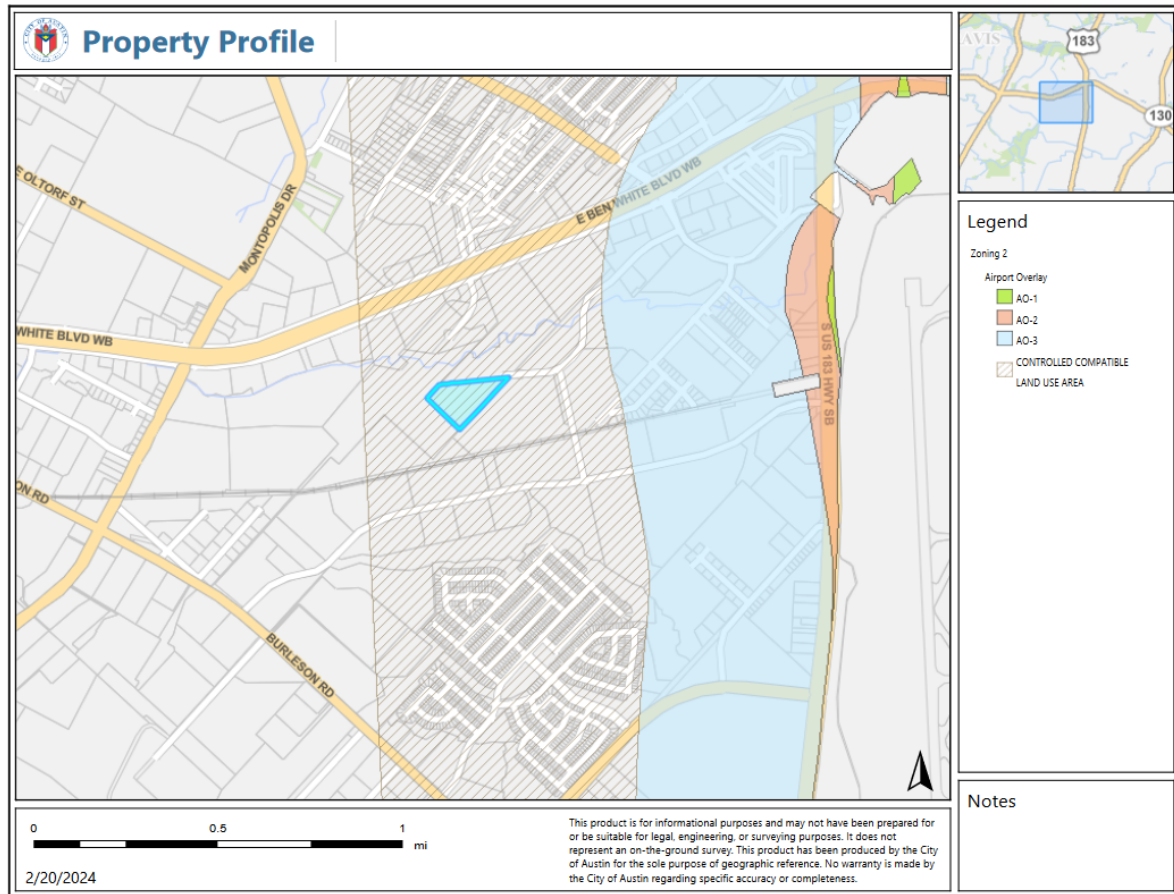 Property Profile
AVIS
183
130
E OLTORF ST
MONTOPOLIS DR
E BEN WHITE BLVD WB
WHITE BLVD WB
S US 183 HWY SB
ON RD
BURLESON RD
Legend
Zoning 2
Airport Overlay
AO-1
AO-2
AO-3
CONTROLLED COMPATIBLE
LAND USE AREA
Notes
0 0.5 1
mi
2/20/2024
This product is for informational purposes and may not have been prepared for
or be suitable for legal, engineering, or surveying purposes. It does not
represent an on-the-ground survey. This product has been produced by the City
of Austin for the sole purpose of geographic reference. No warranty is made by
the City of Austin regarding specific accuracy or completeness.